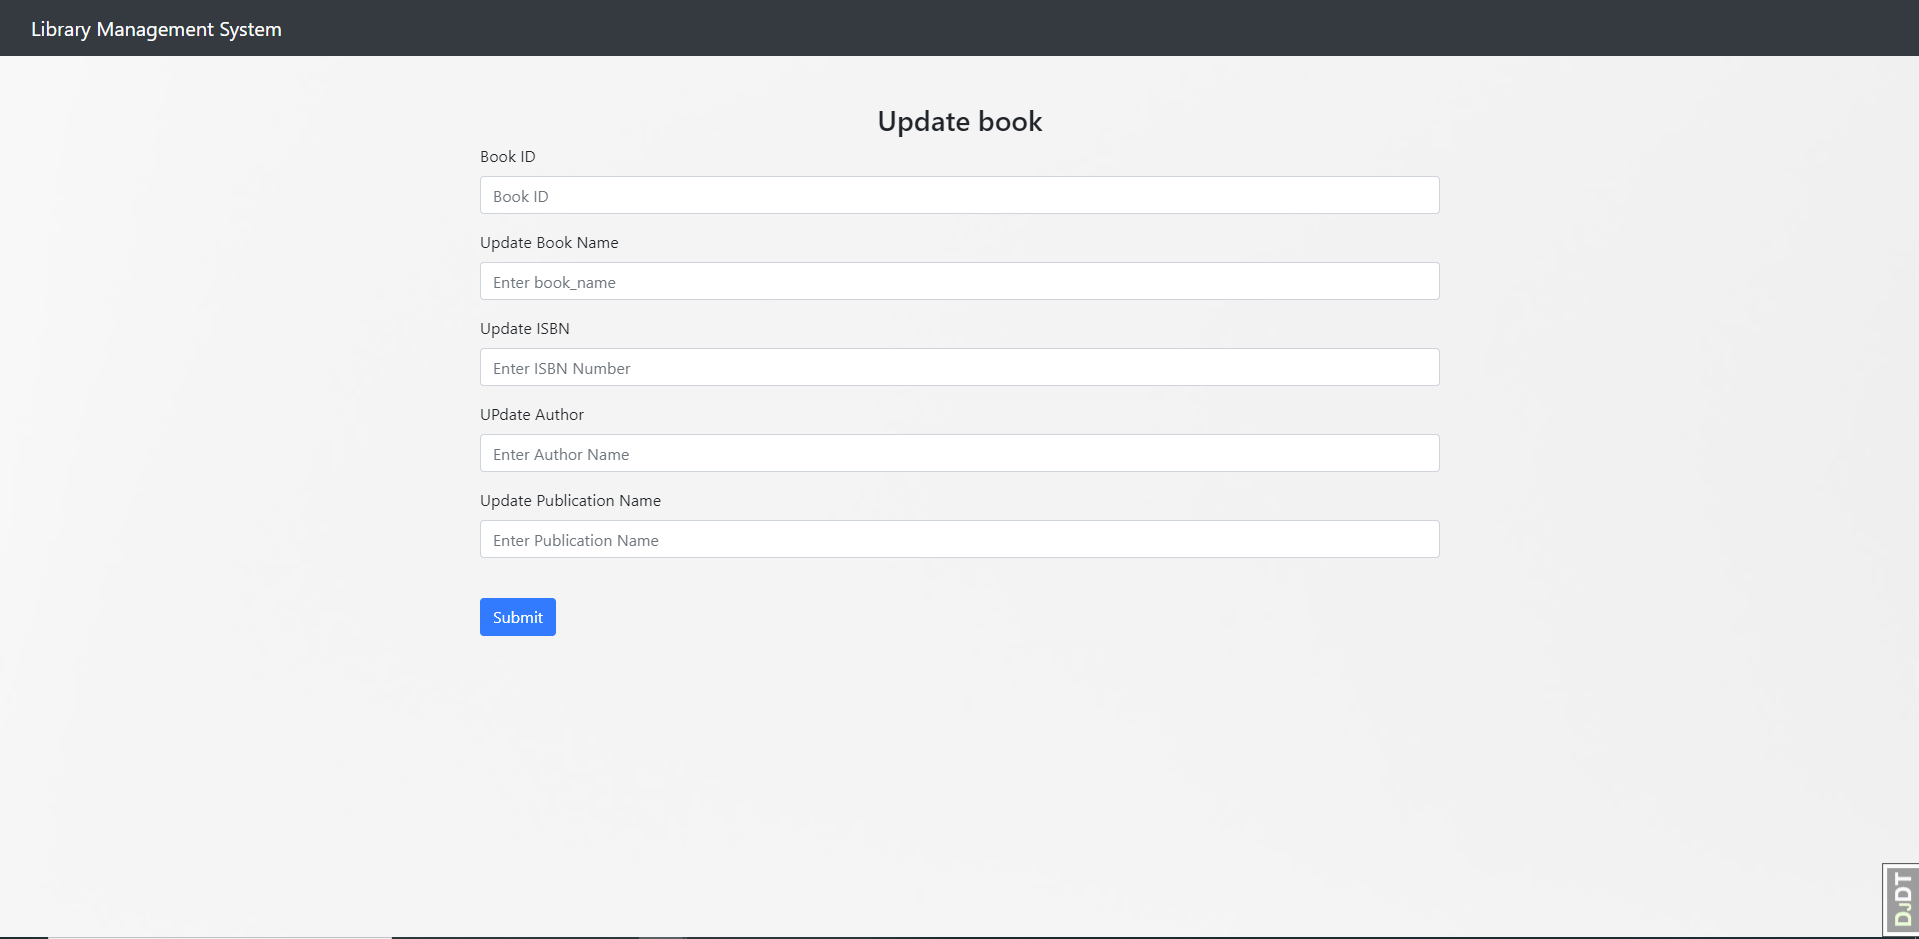 Library Management System
Update book
Book ID
Book ID
Update Book Name
Enter book_name
Update ISBN
Enter ISBN Number
UPdate Author
Enter Author Name
Update Publication Name
Enter Publication Name
Submit
DJDT